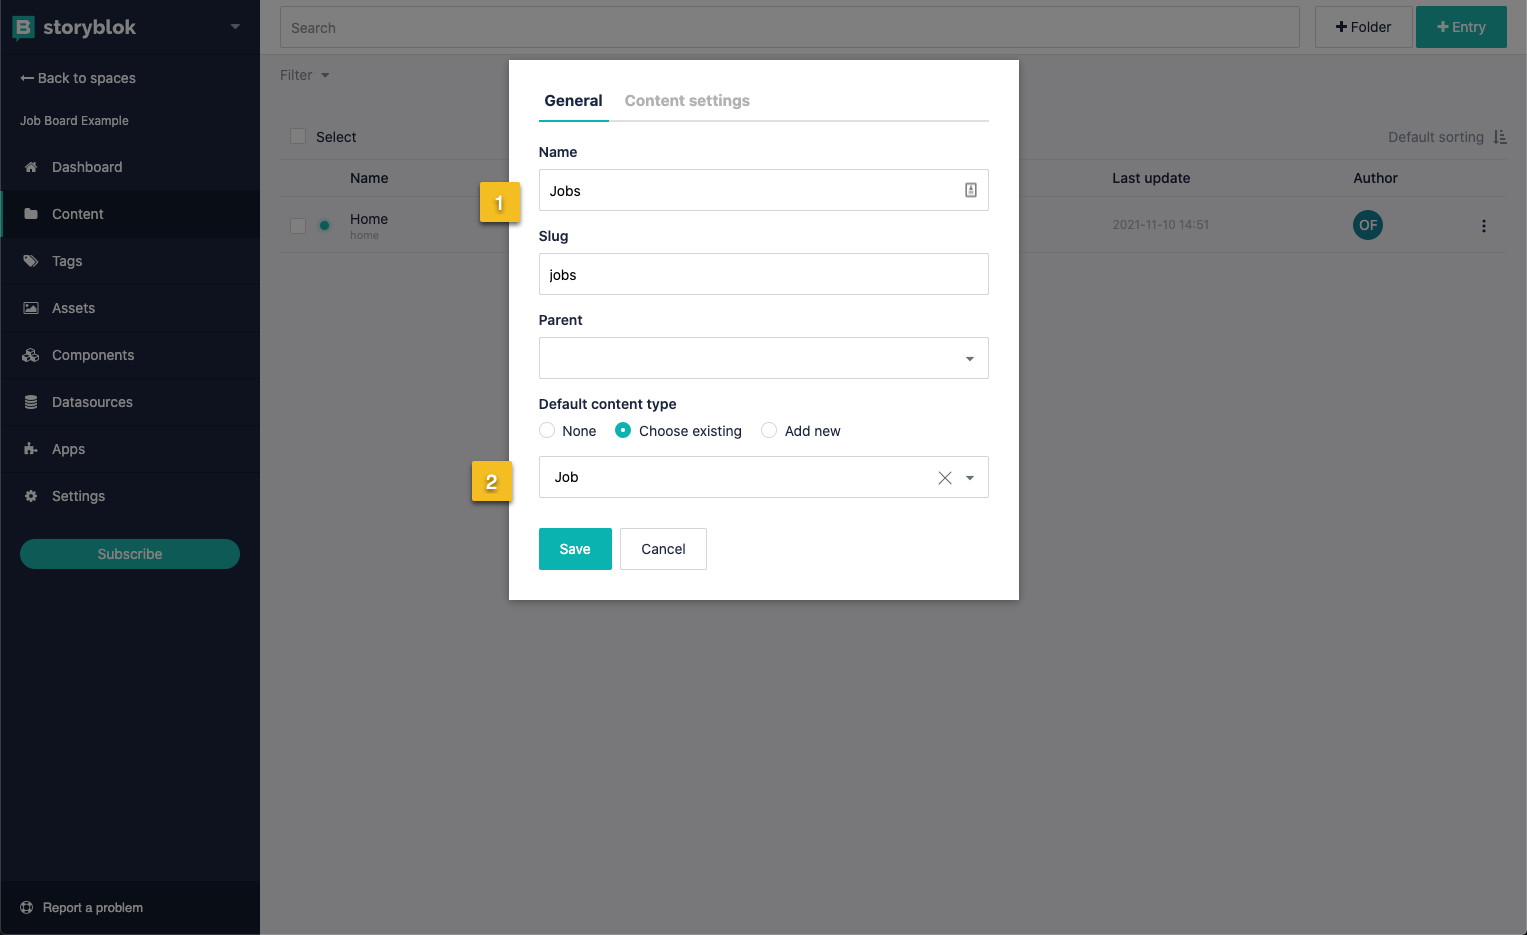 storyblok
Back to spaces
Job Board Example
Dashboard
Content
Tags
Assets
Components
Datasources
Apps
Settings
Subscribe
Report a problem
Search
Folder
Entry
Filter
Select
Default sorting
Name
Last update
Author
Home
home
2021-11-10 14:51
OF
General
Content settings
Name
1
Jobs
Slug
jobs
Parent
Default content type
None
Choose existing
Add new
2
Job
Save
Cancel